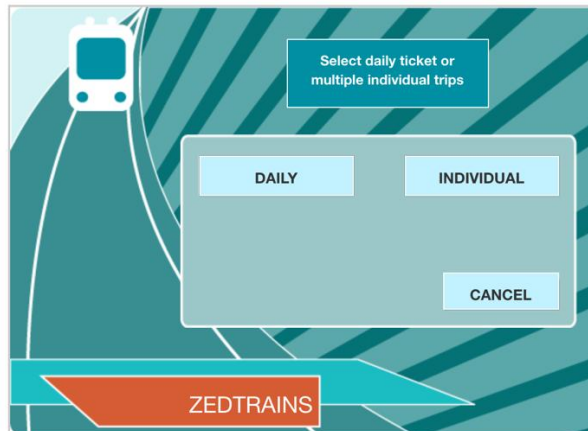 Select daily ticket or
multiple individual trips
DAILY
INDIVIDUAL
CANCEL
ZEDTRAINS